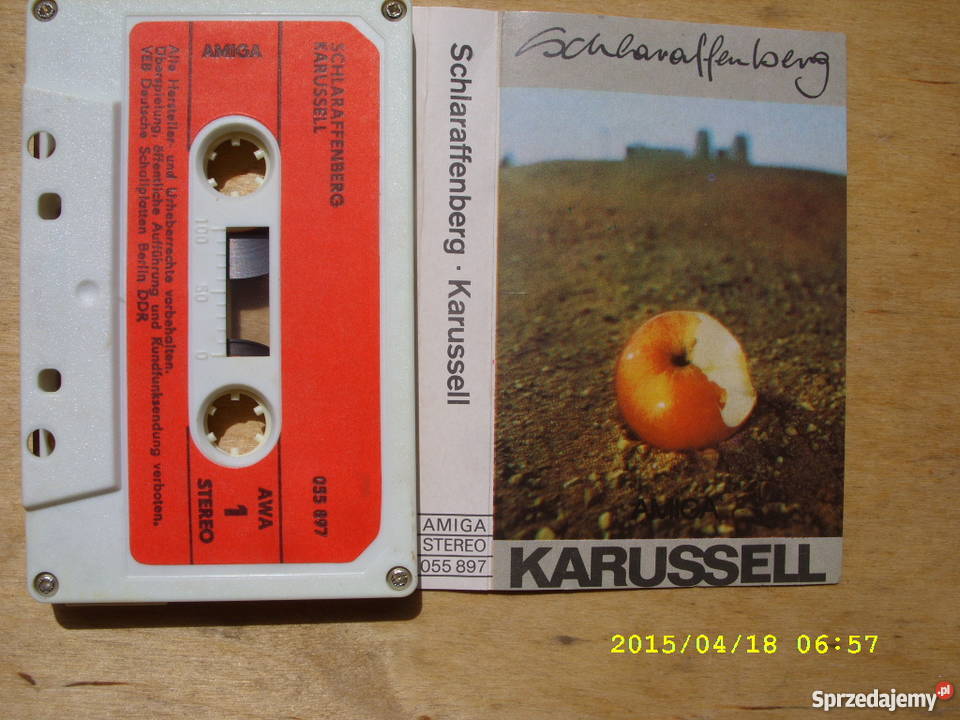 AMIGA
SCHLARAFFENBERG
KARUSSELL
100
50
0
055 897
AWA
1
STEREO
Alle Hersteller- und Urheberrechte vorbehalten.
Überspielung, öffentliche Aufführung und Rundfunksendung verboten.
VEB Deutsche Schallplatten Berlin DDR
Schlaraffenberg · Karussell
AMIGA
STEREO
055 897
Schlaraffenberg
AMIGA
KARUSSELL
2015/04/18 06:57
Sprzedajemy.pl